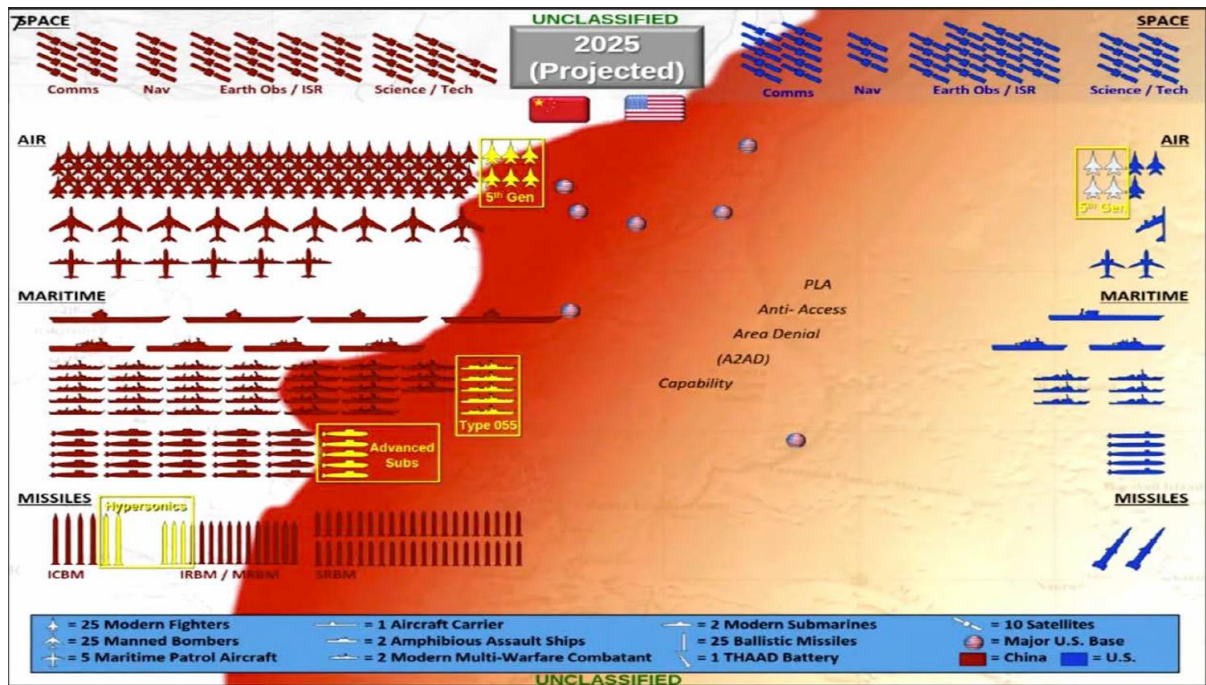 7
UNCLASSIFIED
SPACE
2025
(Projected)
SPACE
Comms
Nav
Earth Obs / ISR
Science / Tech
Comms
Nav
Earth Obs / ISR
Science / Tech
AIR
AIR
5th Gen
5th Gen
MARITIME
MARITIME
PLA
Anti- Access
Area Denial
(A2AD)
Capability
Type 055
Advanced
Subs
MISSILES
MISSILES
Hypersonics
ICBM
IRBM / MRBM
SRBM
= 25 Modern Fighters
= 25 Manned Bombers
= 5 Maritime Patrol Aircraft
= 1 Aircraft Carrier
= 2 Amphibious Assault Ships
= 2 Modern Multi-Warfare Combatant
= 2 Modern Submarines
= 25 Ballistic Missiles
= 1 THAAD Battery
= 10 Satellites
= Major U.S. Base
= China
= U.S.
UNCLASSIFIED